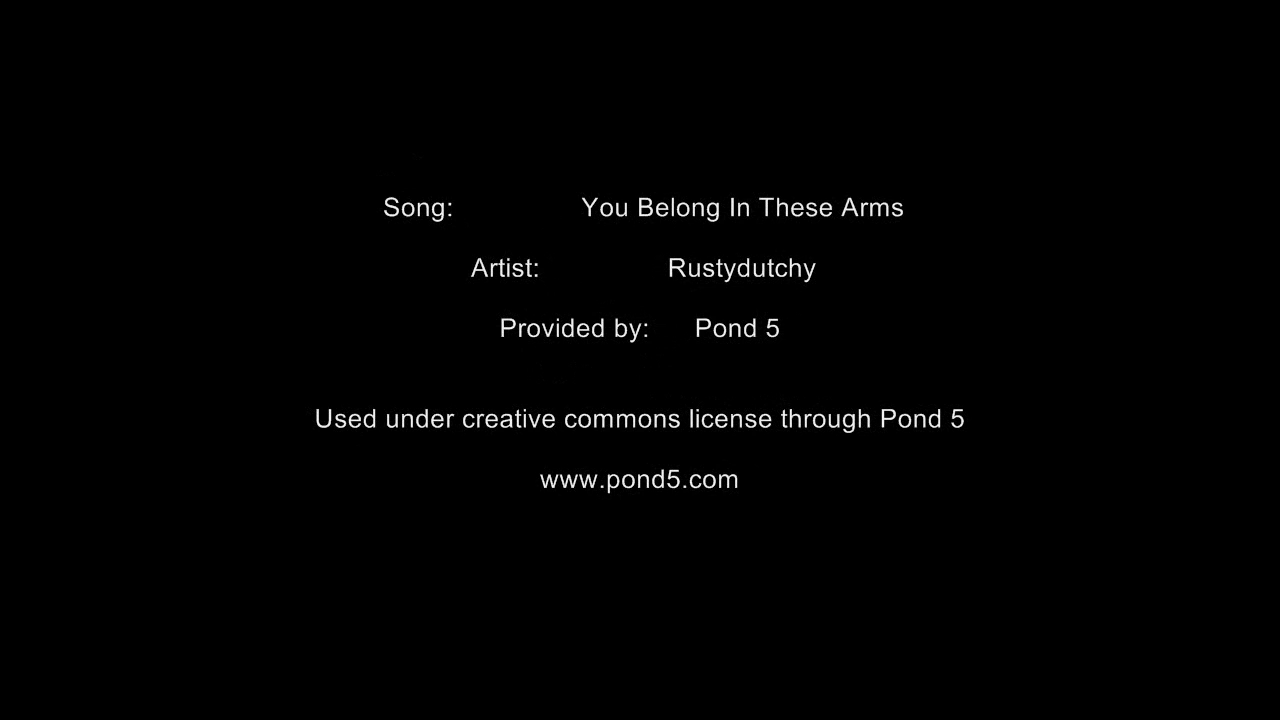 Song: You Belong In These Arms
Artist: Rustydutchy
Provided by: Pond 5
Used under creative commons license through Pond 5
www.pond5.com